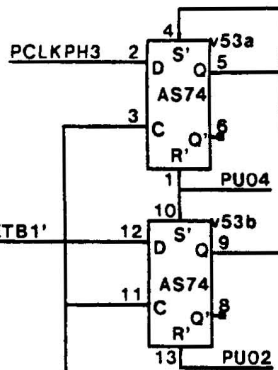 4 v53a
PCLKPH3 2 D S' Q 5
AS74
3 C Q' 6
R'
1 PU04
10 v53b
TB1' 12 D S' Q 9
AS74
11 C Q' 8
R'
13 PU02